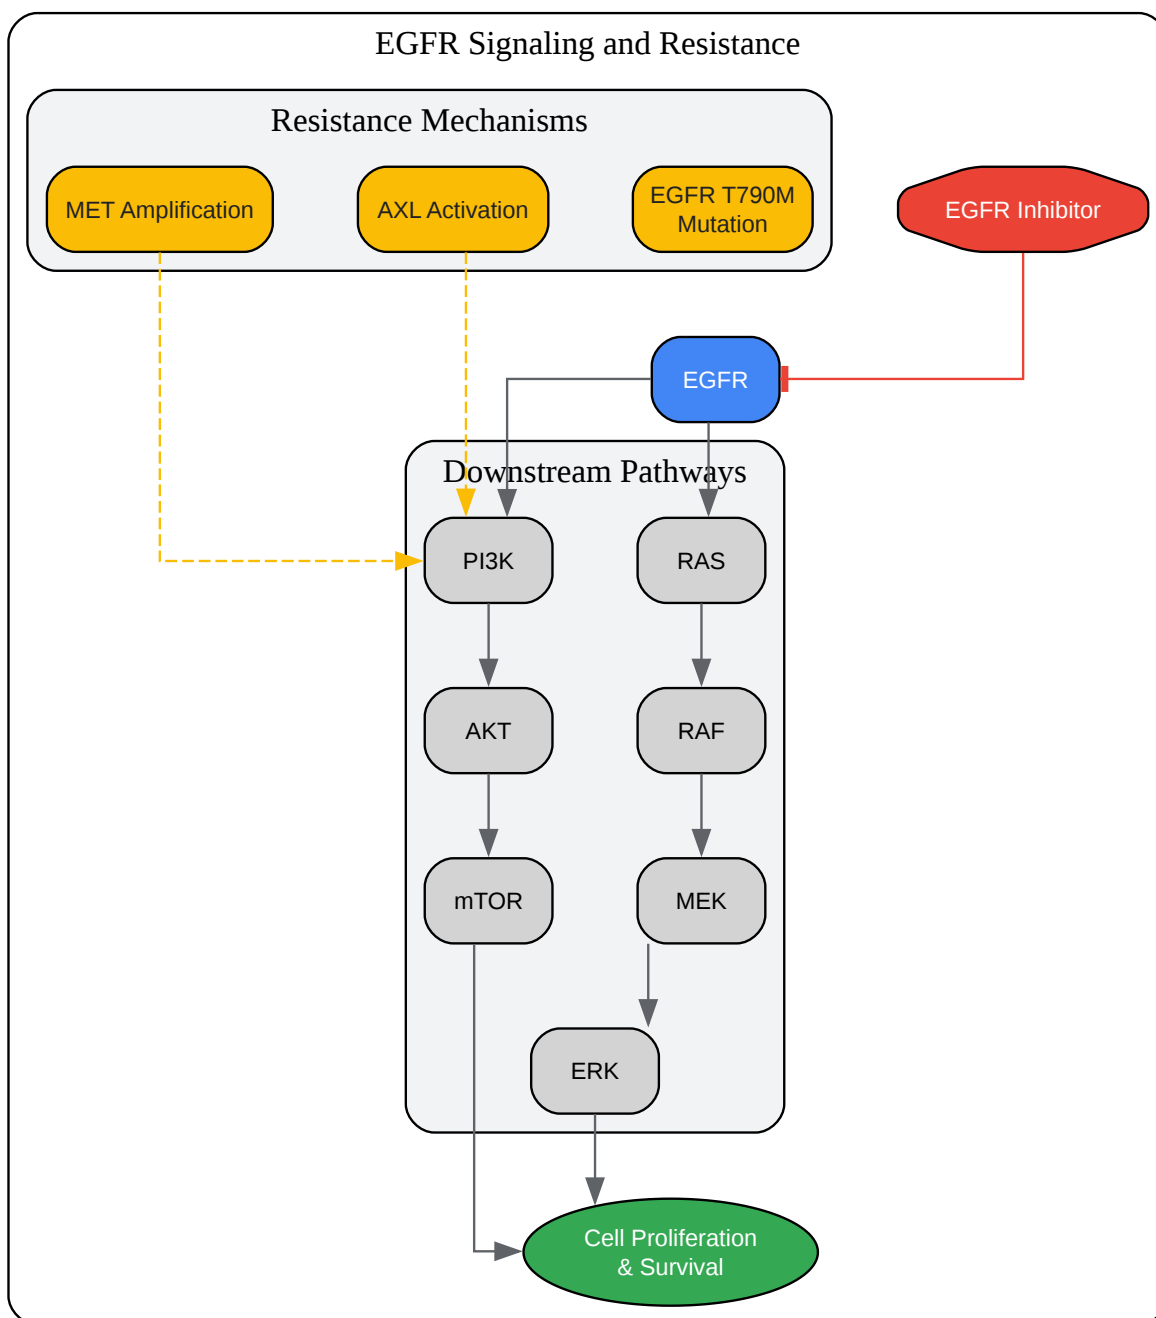 EGFR Signaling and Resistance
Resistance Mechanisms
MET Amplification
AXL Activation
EGFR T790M
Mutation
EGFR Inhibitor
EGFR
Downstream Pathways
PI3K
RAS
AKT
RAF
mTOR
MEK
ERK
Cell Proliferation
& Survival